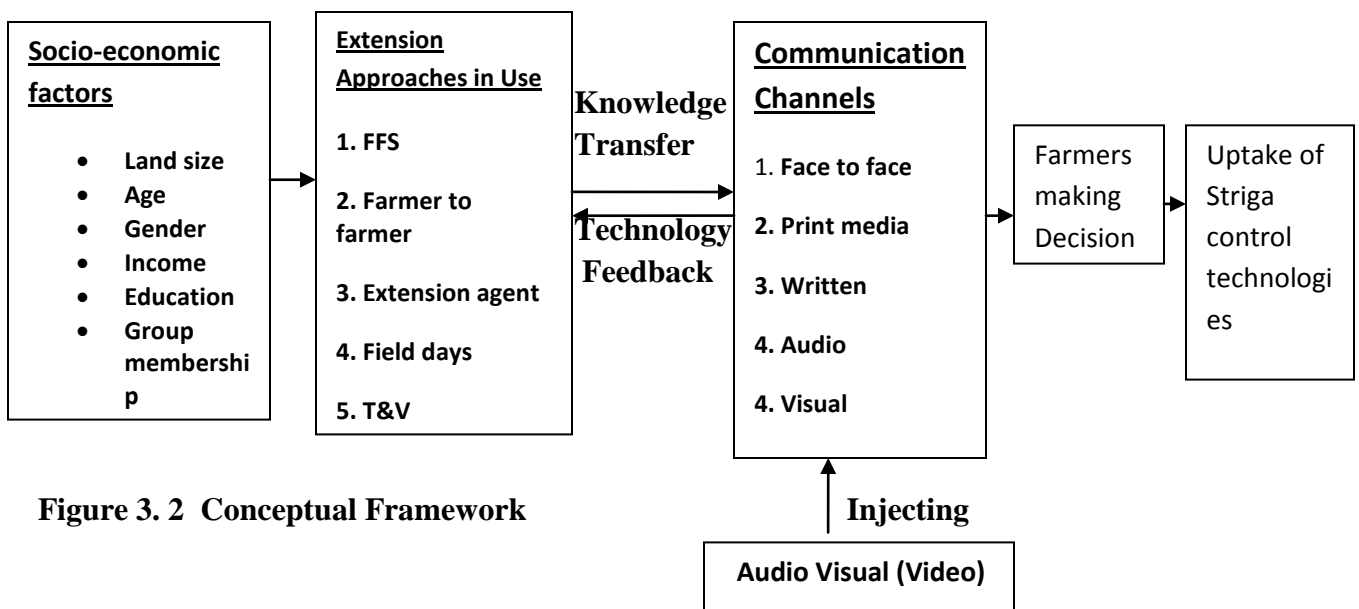 Socio-economic
factors
• Land size
• Age
• Gender
• Income
• Education
• Group
membershi
p
Extension
Approaches in Use
1. FFS
2. Farmer to
farmer
3. Extension agent
4. Field days
5. T&V
Knowledge
Transfer
Technology
Feedback
Communication
Channels
1. Face to face
2. Print media
3. Written
4. Audio
4. Visual
Farmers
making
Decision
Uptake of
Striga
control
technologi
es
Figure 3. 2 Conceptual Framework
Injecting
Audio Visual (Video)